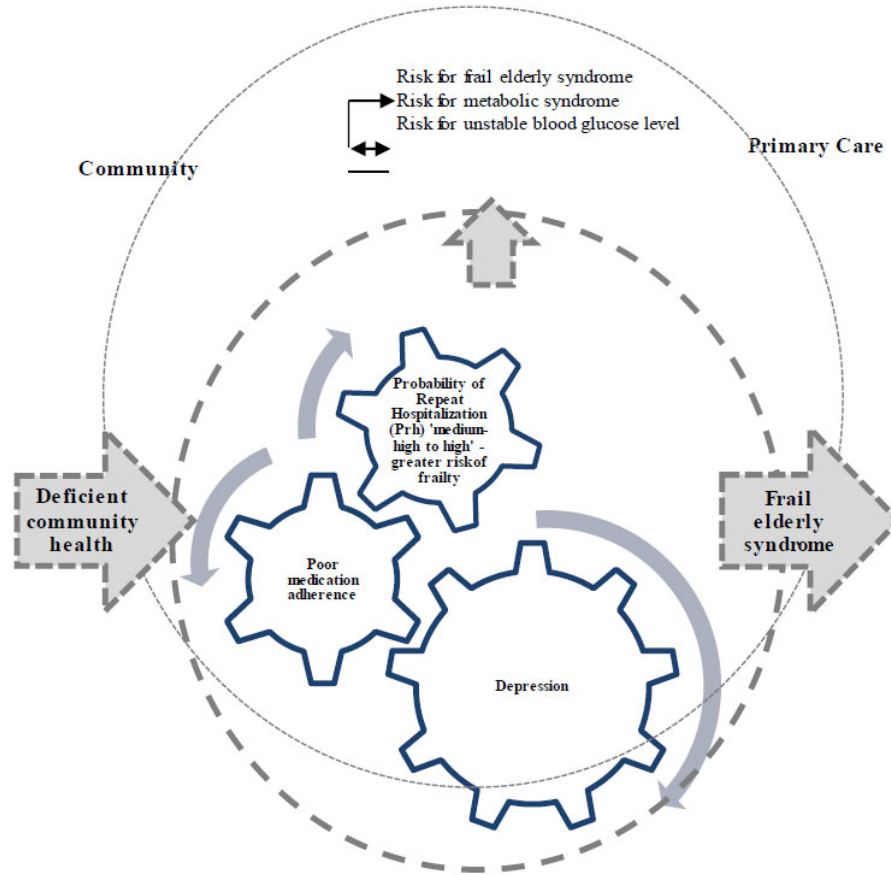 Risk for frail elderly syndrome
Risk for metabolic syndrome
Risk for unstable blood glucose level
Community
Primary Care
Probability of
Repeat
Hospitalization
(Prh) 'medium-
high to high' -
greater risk of
frailty
Deficient
community
health
Poor
medication
adherence
Frail
elderly
syndrome
Depression